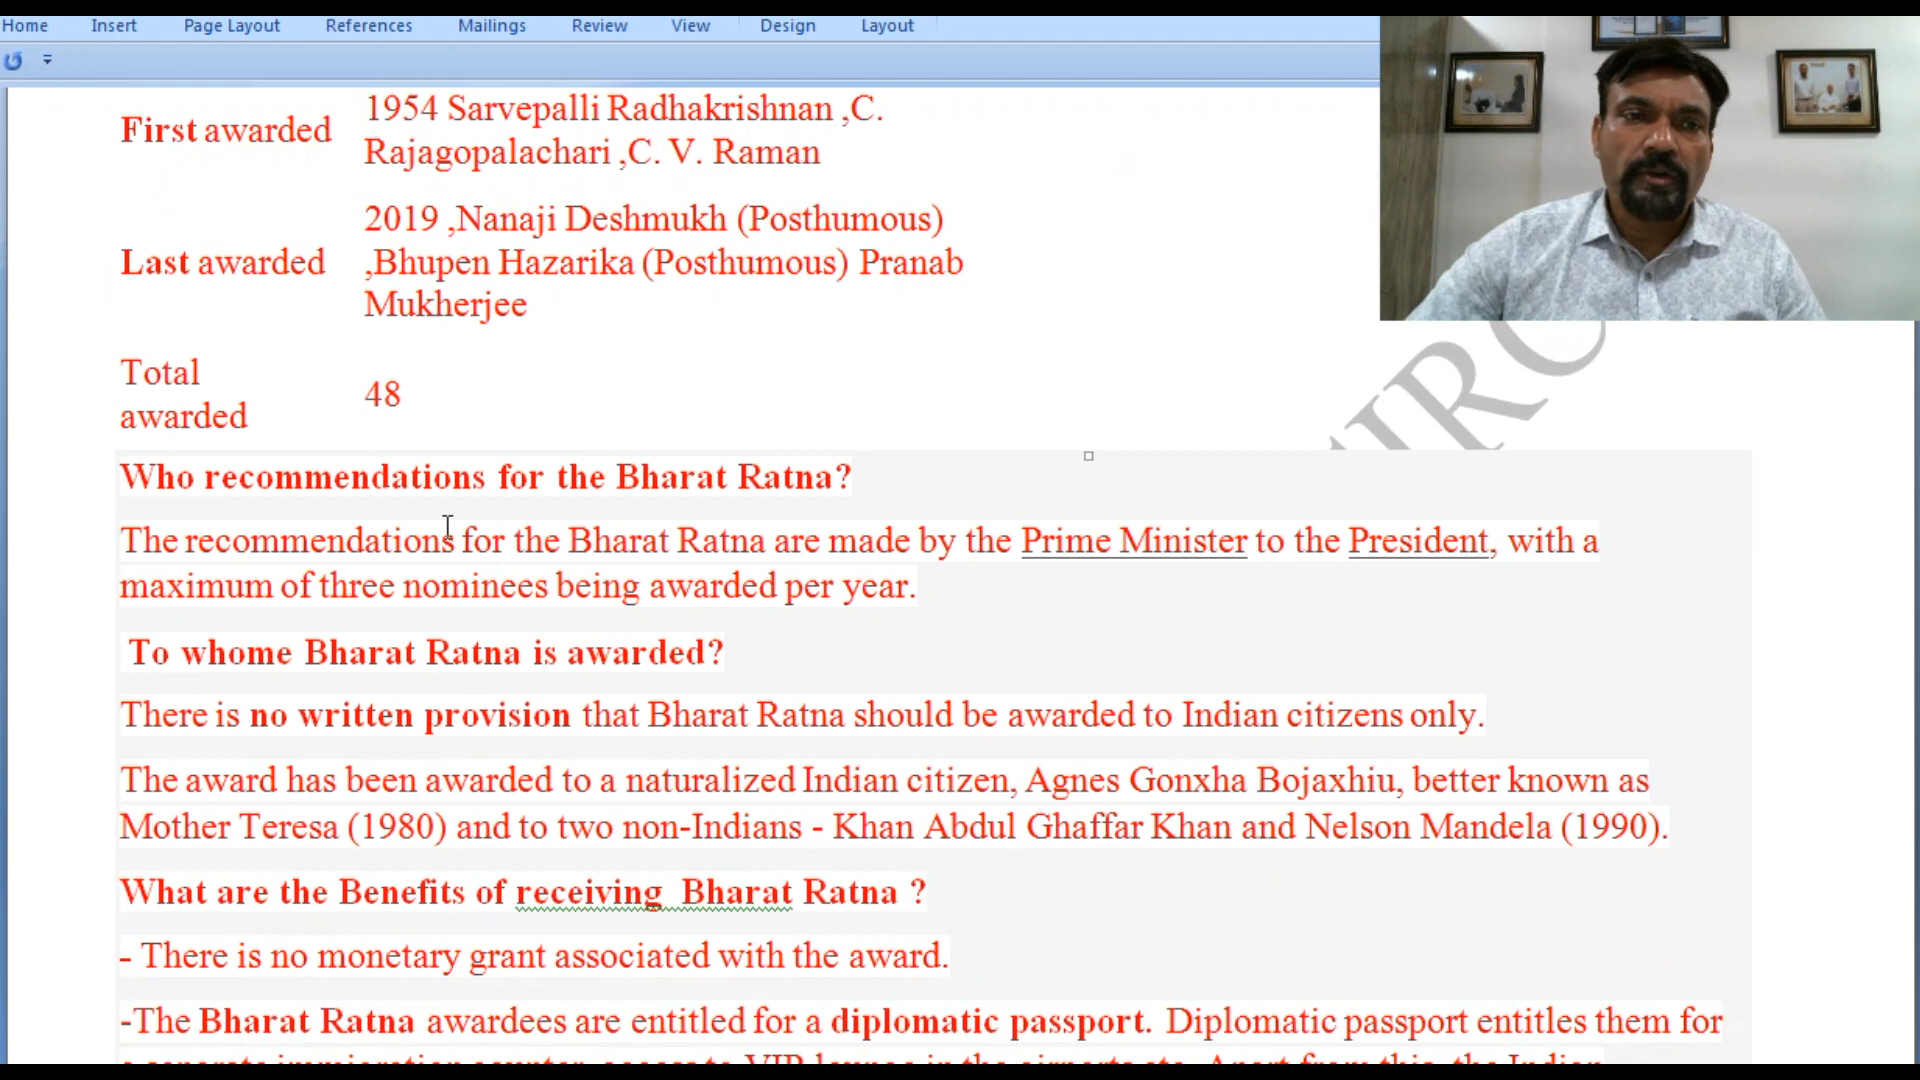 Home Insert Page Layout References Mailings Review View Design Layout
First awarded
1954 Sarvepalli Radhakrishnan ,C.
Rajagopalachari ,C. V. Raman
Last awarded
2019 ,Nanaji Deshmukh (Posthumous)
,Bhupen Hazarika (Posthumous) Pranab
Mukherjee
Total
awarded
48
Who recommendations for the Bharat Ratna?
The recommendations for the Bharat Ratna are made by the Prime Minister to the President, with a
maximum of three nominees being awarded per year.
To whome Bharat Ratna is awarded?
There is no written provision that Bharat Ratna should be awarded to Indian citizens only.
The award has been awarded to a naturalized Indian citizen, Agnes Gonxha Bojaxhiu, better known as
Mother Teresa (1980) and to two non-Indians - Khan Abdul Ghaffar Khan and Nelson Mandela (1990).
What are the Benefits of receiving Bharat Ratna ?
- There is no monetary grant associated with the award.
-The Bharat Ratna awardees are entitled for a diplomatic passport. Diplomatic passport entitles them for